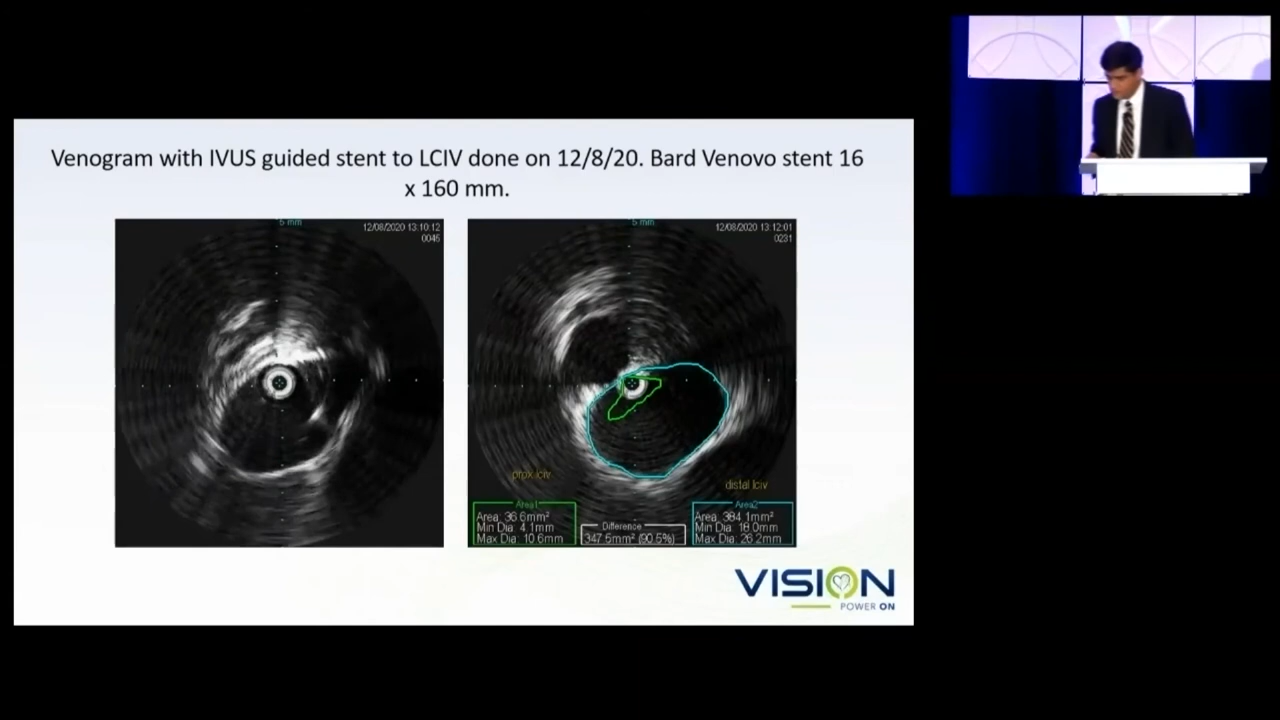 Venogram with IVUS guided stent to LCIV done on 12/8/20. Bard Venovo stent 16
x 160 mm.
5 mm
12/08/2020 13:10:12
0045
5 mm
12/08/2020 13:12:01
0231
prox lciv
distal lciv
Area1
Area: 36.6mm²
Min Dia: 4.1mm
Max Dia: 10.6mm
Difference
347.5mm² (90.5%)
Area2
Area: 384.1mm²
Min Dia: 18.0mm
Max Dia: 26.2mm
VISION
POWER ON